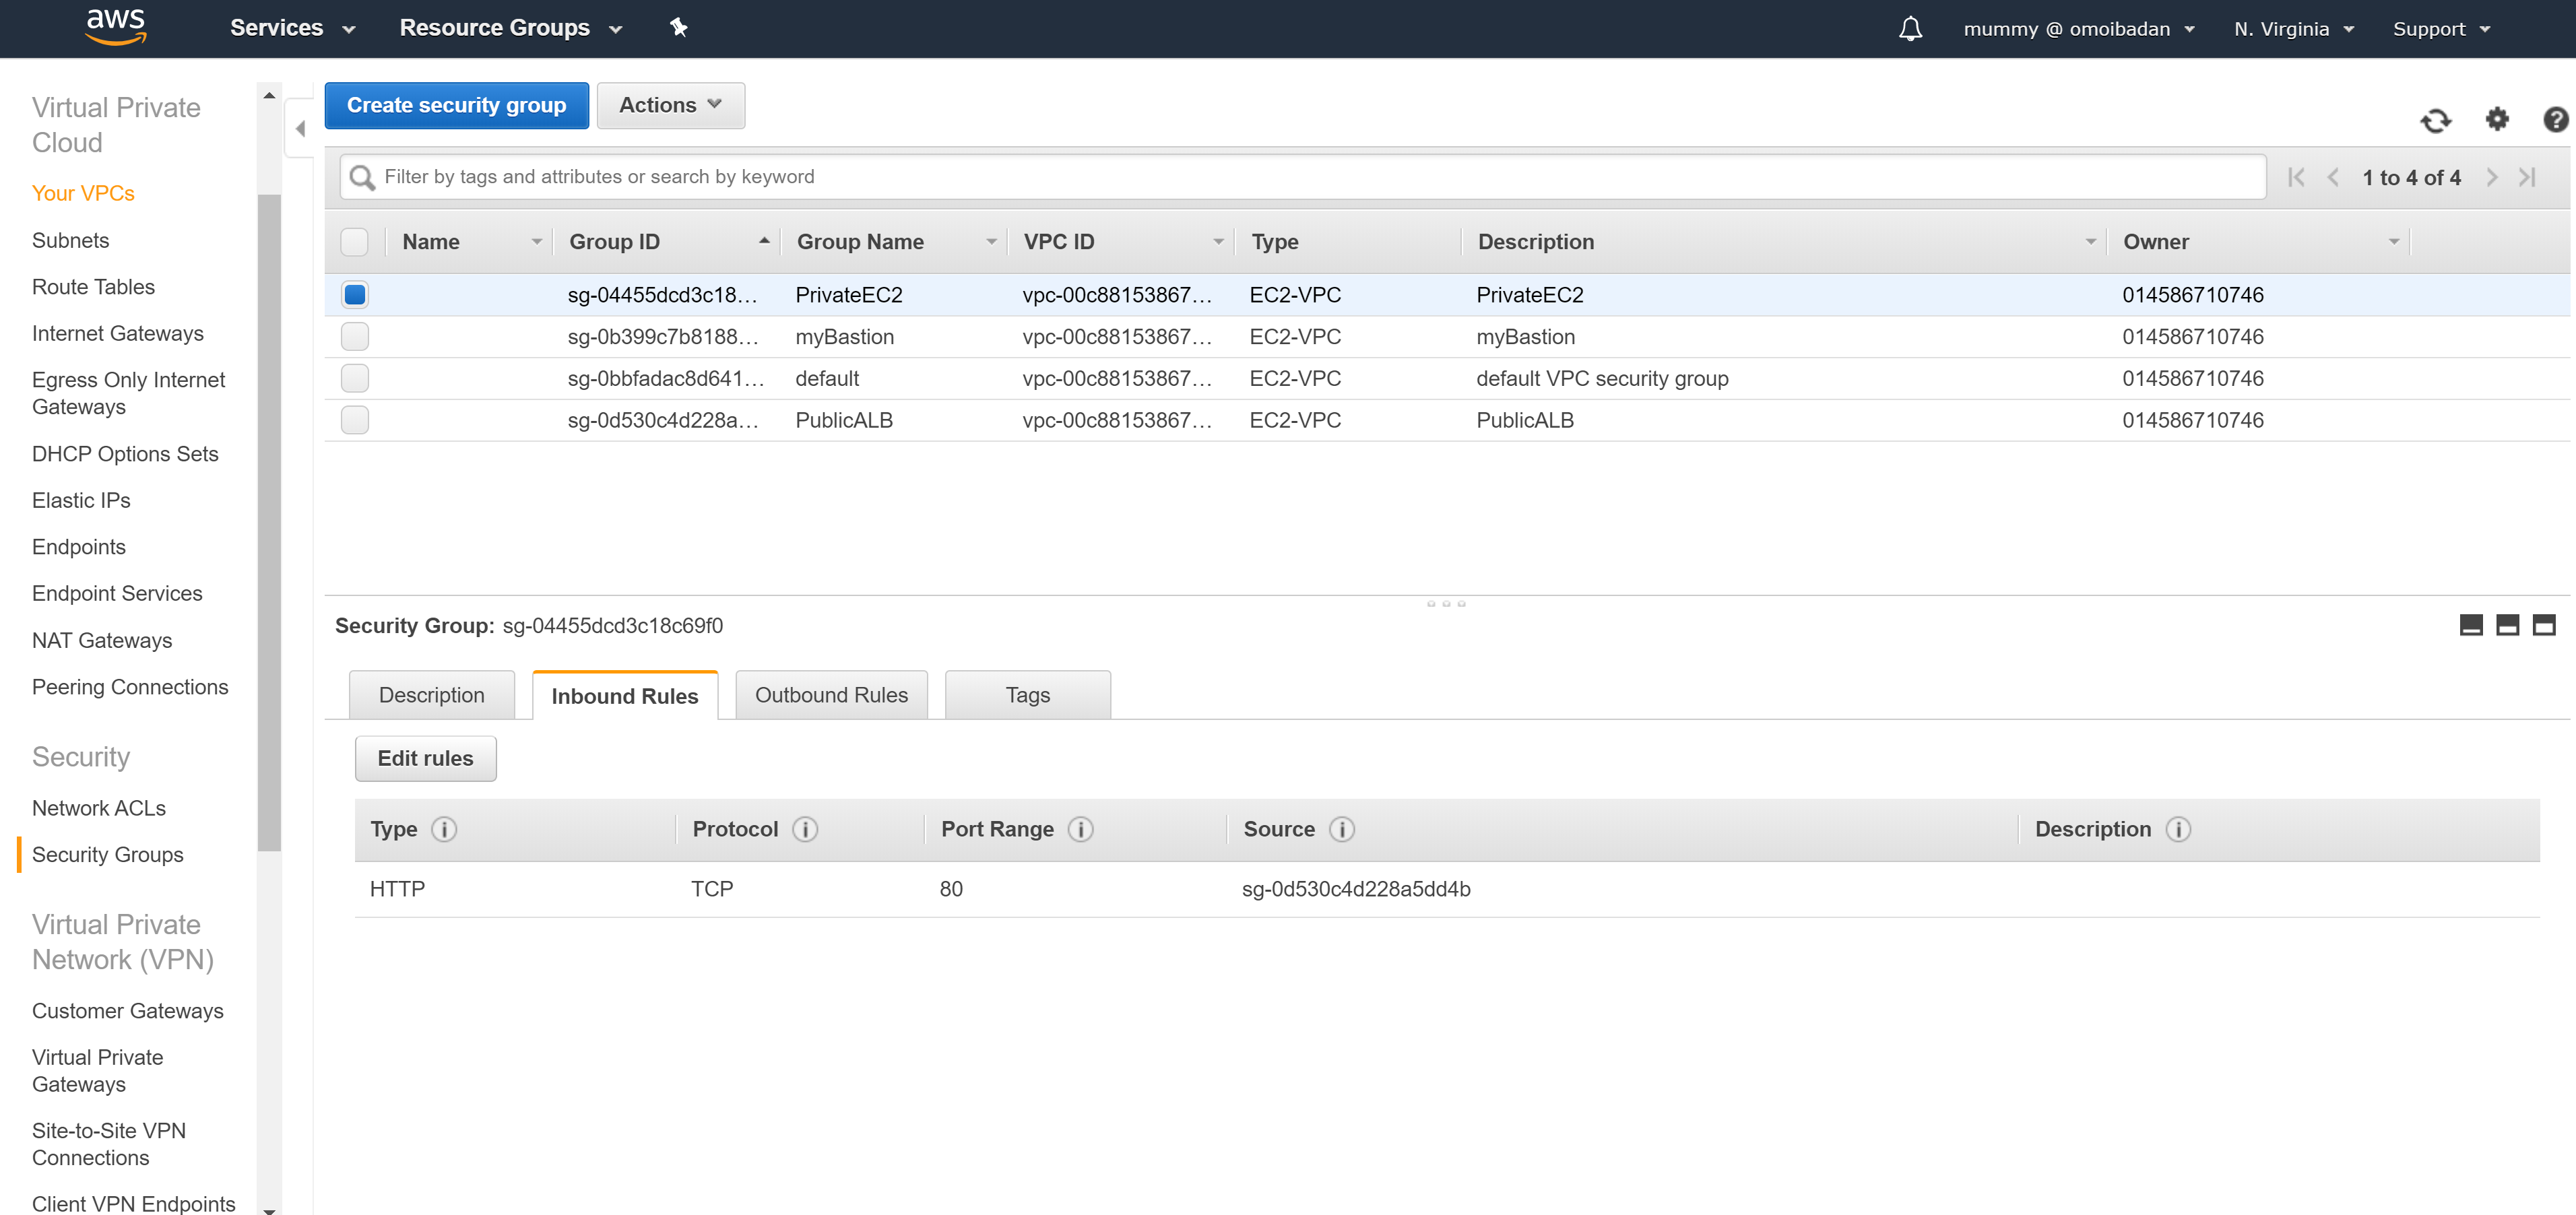 aws Services Resource Groups mummy @ omoibadan N. Virginia Support
Virtual Private
Cloud
Your VPCs
Subnets
Route Tables
Internet Gateways
Egress Only Internet
Gateways
DHCP Options Sets
Elastic IPs
Endpoints
Endpoint Services
NAT Gateways
Peering Connections
Security
Network ACLs
Security Groups
Virtual Private
Network (VPN)
Customer Gateways
Virtual Private
Gateways
Site-to-Site VPN
Connections
Client VPN Endpoints
Create security group Actions
Filter by tags and attributes or search by keyword 1 to 4 of 4
Name Group ID Group Name VPC ID Type Description Owner
sg-04455dcd3c18... PrivateEC2 vpc-00c88153867... EC2-VPC PrivateEC2 014586710746
sg-0b399c7b8188... myBastion vpc-00c88153867... EC2-VPC myBastion 014586710746
sg-0bbfadac8d641... default vpc-00c88153867... EC2-VPC default VPC security group 014586710746
sg-0d530c4d228a... PublicALB vpc-00c88153867... EC2-VPC PublicALB 014586710746
Security Group: sg-04455dcd3c18c69f0
Description Inbound Rules Outbound Rules Tags
Edit rules
Type Protocol Port Range Source Description
HTTP TCP 80 sg-0d530c4d228a5dd4b